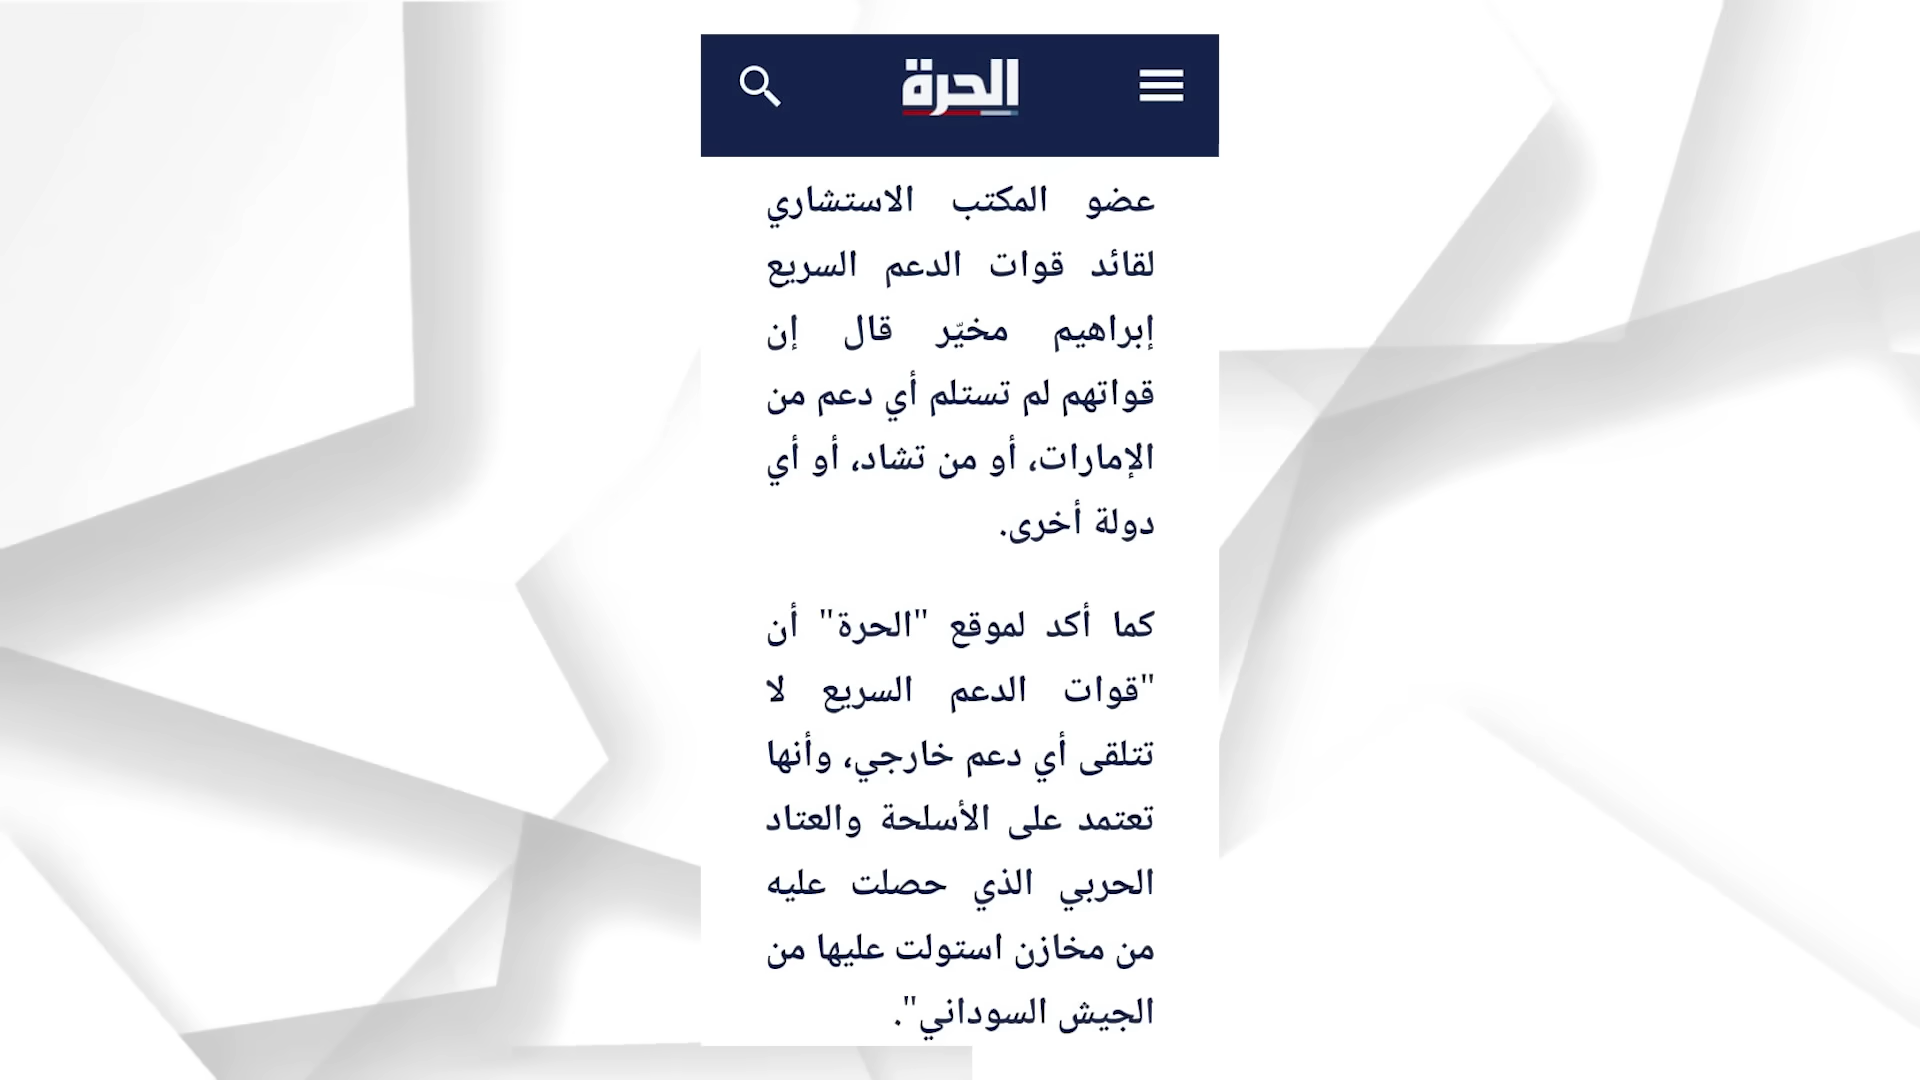 الحرة
عضو المكتب الاستشاري
لقائد قوات الدعم السريع
إبراهيم مخيّر قال إن
قواتهم لم تستلم أي دعم من
الإمارات، أو من تشاد، أو أي
دولة أخرى.
كما أكد لموقع "الحرة" أن
"قوات الدعم السريع لا
تتلقى أي دعم خارجي، وأنها
تعتمد على الأسلحة والعتاد
الحربي الذي حصلت عليه
من مخازن استولت عليها من
الجيش السوداني".